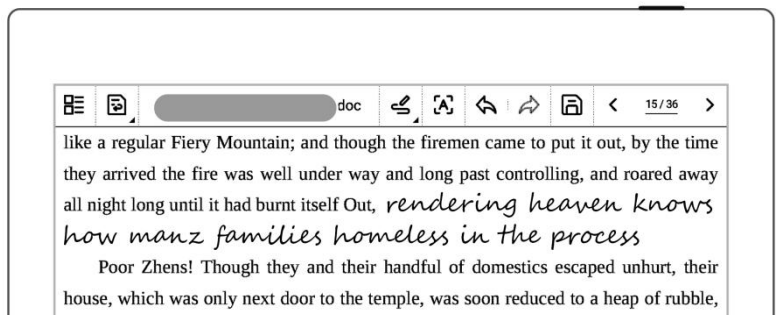 doc 15/36
like a regular Fiery Mountain; and though the firemen came to put it out, by the time
they arrived the fire was well under way and long past controlling, and roared away
all night long until it had burnt itself Out, rendering heaven knows
how manz families homeless in the process
Poor Zhens! Though they and their handful of domestics escaped unhurt, their
house, which was only next door to the temple, was soon reduced to a heap of rubble,